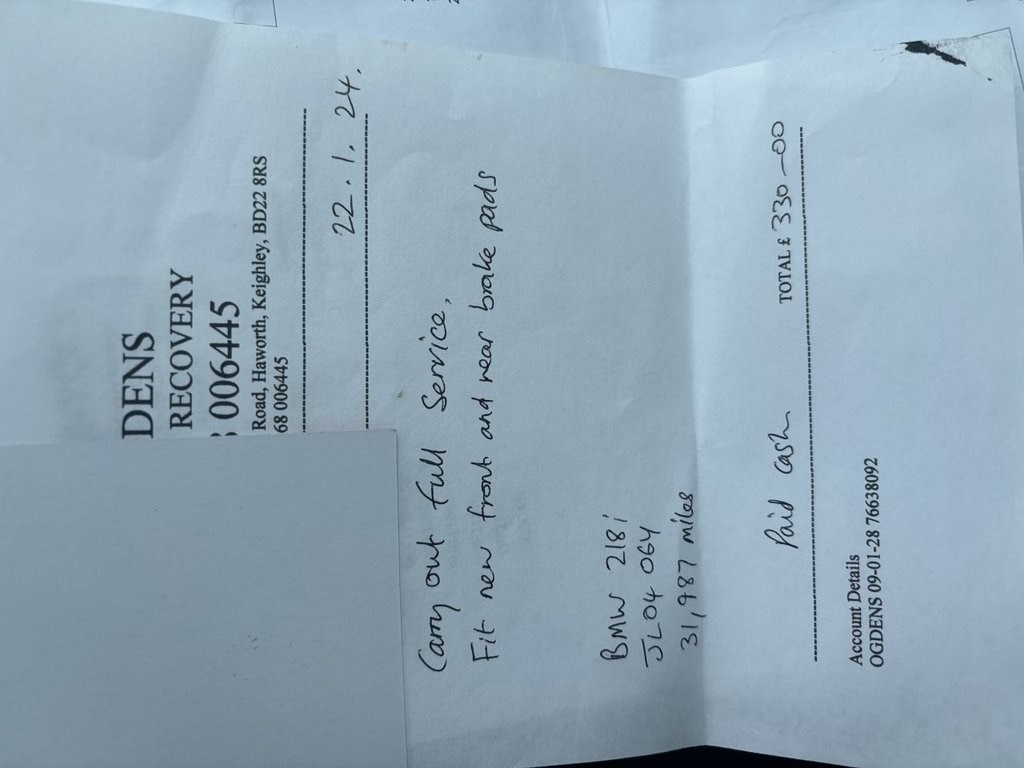 DENS
RECOVERY
006445
Road, Haworth, Keighley, BD22 8RS
68 006445
22.1.24.
Carry out full Service,
Fit new front and rear brake pads
BMW 218i
JL04 OGY
31,987 miles
Paid cash
TOTAL £ 330-00
Account Details
OGDENS 09-01-28 76638092